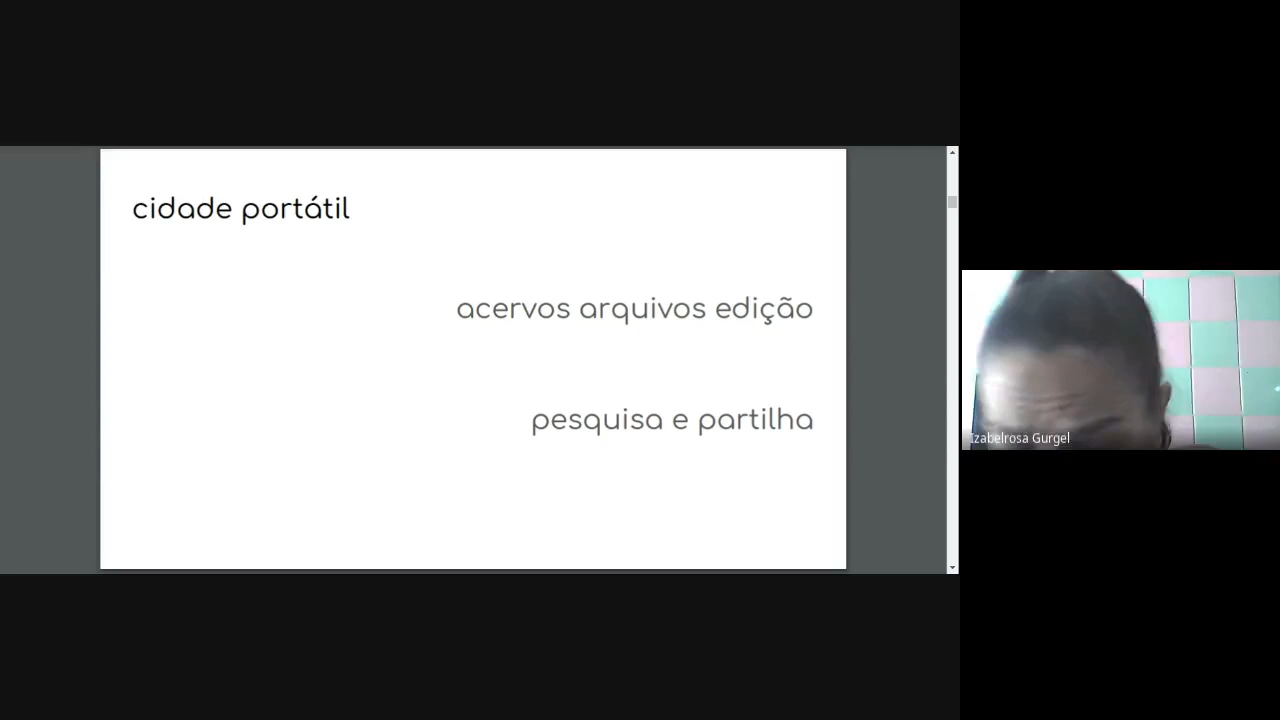 cidade portátil
acervos arquivos edição
pesquisa e partilha
Izabelrosa Gurgel